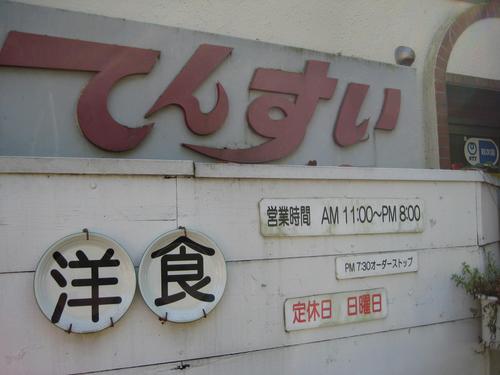 てんすい
営業時間 AM 11:00～PM 8:00
PM 7:30オーダーストップ
洋食
定休日 日曜日